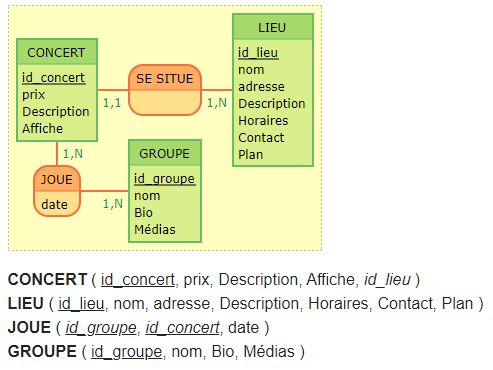 CONCERT
id_concert
prix
Description
Affiche
SE SITUE
1,1
1,N
LIEU
id_lieu
nom
adresse
Description
Horaires
Contact
Plan
1,N
JOUE
date
1,N
GROUPE
id_groupe
nom
Bio
Médias
CONCERT ( id_concert, prix, Description, Affiche, id_lieu )
LIEU ( id_lieu, nom, adresse, Description, Horaires, Contact, Plan )
JOUE ( id_groupe, id_concert, date )
GROUPE ( id_groupe, nom, Bio, Médias )